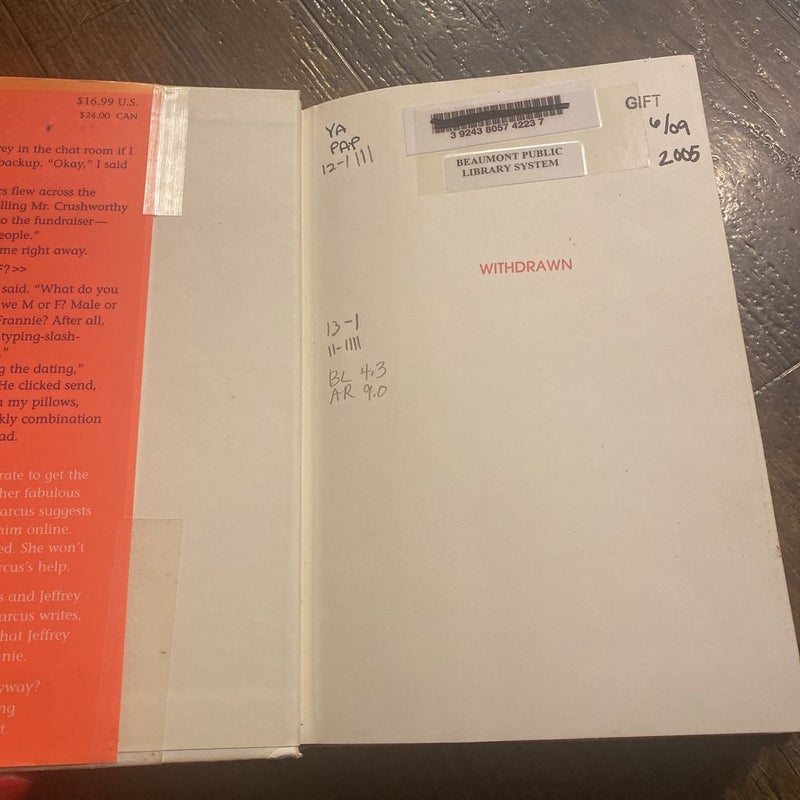 $16.99 U.S.
$24.00 CAN
rey in the chat room if I
backup. “Okay,” I said
rs flew across the
lling Mr. Crushworthy
o the fundraiser—
eople.”
me right away.
F?>>
said. “What do you
we M or F? Male or
Frannie? After all,
typing-slash-
.”
g the dating,”
He clicked send,
n my pillows,
kly combination
ad.
rate to get the
her fabulous
arcus suggests
him online.
ed. She won’t
rcus’s help.
s and Jeffrey
arcus writes,
hat Jeffrey
nie.
yway?
ng
t.
YA
PAP
12-1111
3 9243 8057 4223 7
BEAUMONT PUBLIC
LIBRARY SYSTEM
GIFT
6/09
2005
WITHDRAWN
13-1
11-1111
BL 4.3
AR 9.0